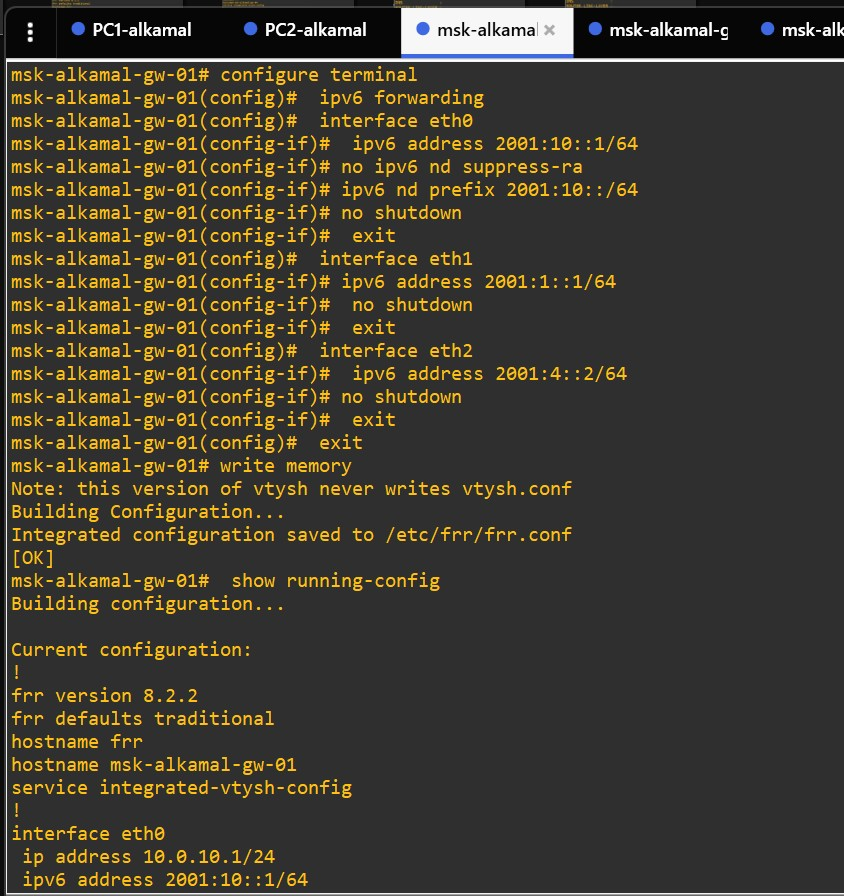 PC1-alkamal
PC2-alkamal
msk-alkamal
msk-alkamal-g
msk-alk
msk-alkamal-gw-01# configure terminal
msk-alkamal-gw-01(config)#  ipv6 forwarding
msk-alkamal-gw-01(config)#  interface eth0
msk-alkamal-gw-01(config-if)#  ipv6 address 2001:10::1/64
msk-alkamal-gw-01(config-if)# no ipv6 nd suppress-ra
msk-alkamal-gw-01(config-if)# ipv6 nd prefix 2001:10::/64
msk-alkamal-gw-01(config-if)# no shutdown
msk-alkamal-gw-01(config-if)#  exit
msk-alkamal-gw-01(config)#  interface eth1
msk-alkamal-gw-01(config-if)# ipv6 address 2001:1::1/64
msk-alkamal-gw-01(config-if)#  no shutdown
msk-alkamal-gw-01(config-if)#  exit
msk-alkamal-gw-01(config)#  interface eth2
msk-alkamal-gw-01(config-if)#  ipv6 address 2001:4::2/64
msk-alkamal-gw-01(config-if)# no shutdown
msk-alkamal-gw-01(config-if)#  exit
msk-alkamal-gw-01(config)#  exit
msk-alkamal-gw-01# write memory
Note: this version of vtysh never writes vtysh.conf
Building Configuration...
Integrated configuration saved to /etc/frr/frr.conf
[OK]
msk-alkamal-gw-01#  show running-config
Building configuration...
Current configuration:
!
frr version 8.2.2
frr defaults traditional
hostname frr
hostname msk-alkamal-gw-01
service integrated-vtysh-config
!
interface eth0
 ip address 10.0.10.1/24
 ipv6 address 2001:10::1/64